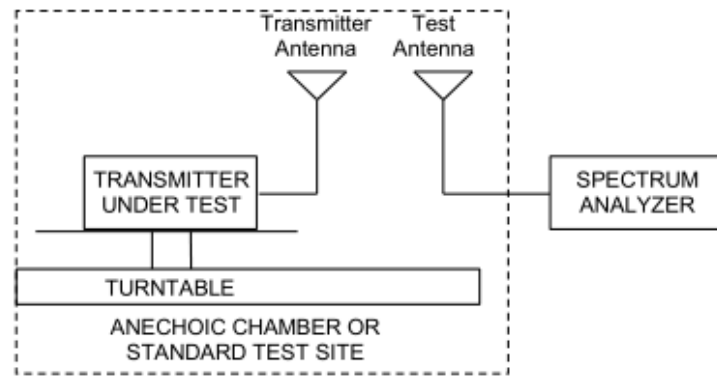 Transmitter
Antenna
Test
Antenna
TRANSMITTER
UNDER TEST
SPECTRUM
ANALYZER
TURNTABLE
ANECHOIC CHAMBER OR
STANDARD TEST SITE